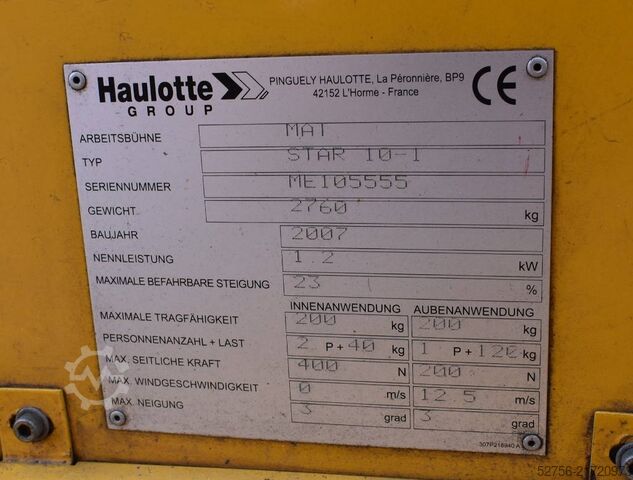 Haulotte
GROUP
PINGUELY HAULOTTE, La Péronnière, BP9
42152 L'Horme - France
CE
ARBEITSBÜHNE MAT
TYP STAR 10-1
SERIENNUMMER ME105555
GEWICHT 2760 kg
BAUJAHR 2007
NENNLEISTUNG 1.2 kW
MAXIMALE BEFAHRBARE STEIGUNG 23 %
INNENANWENDUNG AUßENANWENDUNG
MAXIMALE TRAGFÄHIGKEIT 200 kg 200 kg
PERSONNENANZAHL + LAST 2 P + 40 kg 1 P + 120 kg
MAX. SEITLICHE KRAFT 400 N 200 N
MAX. WINDGESCHWINDIGKEIT 0 m/s 12 5 m/s
MAX. NEIGUNG 3 grad 3 grad
307P218940 A